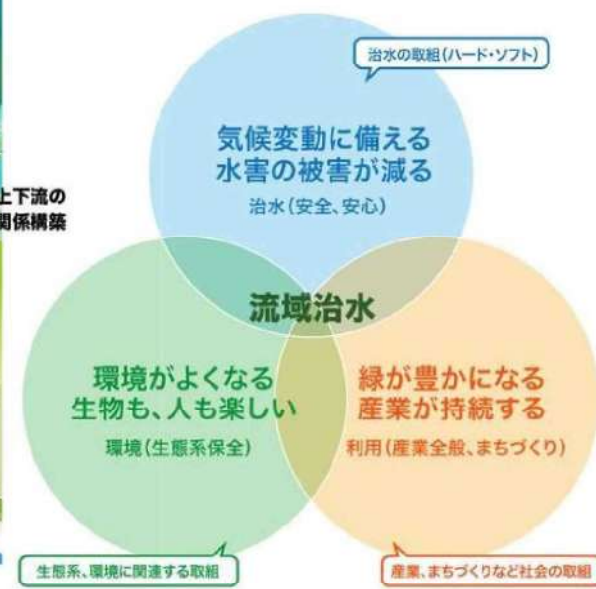 治水の取組(ハード・ソフト)
気候変動に備える
水害の被害が減る
治水(安全、安心)
上下流の
関係構築
流域治水
環境がよくなる
生物も、人も楽しい
環境(生態系保全)
緑が豊かになる
産業が持続する
利用(産業全般、まちづくり)
生態系、環境に関連する取組
産業、まちづくりなど社会の取組